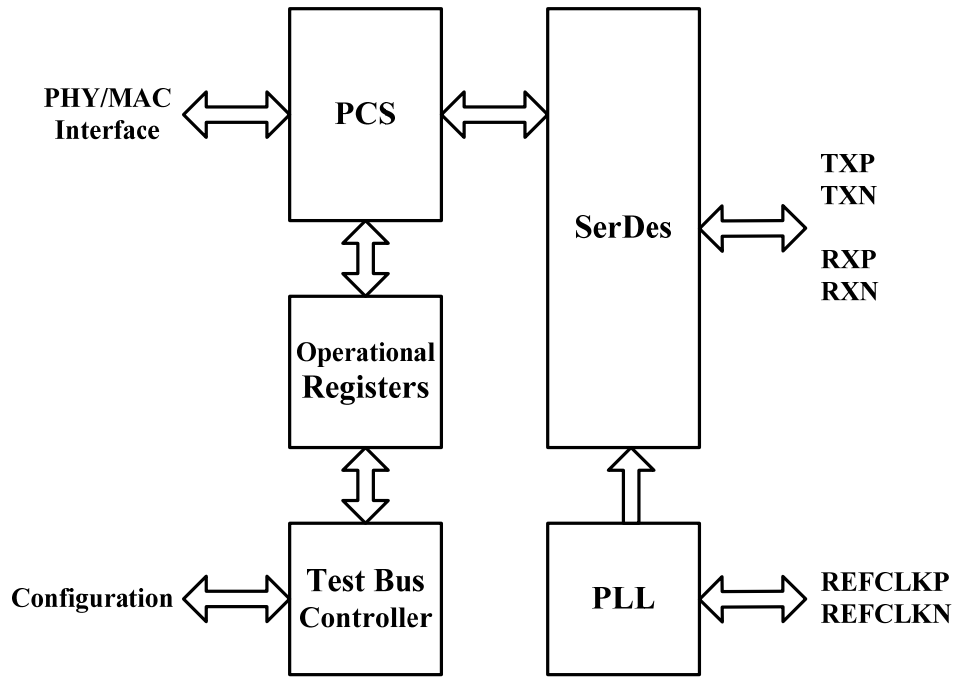 PHY/MAC
Interface
PCS
SerDes
TXP
TXN
RXP
RXN
Operational
Registers
Configuration
Test Bus
Controller
PLL
REFCLKP
REFCLKN